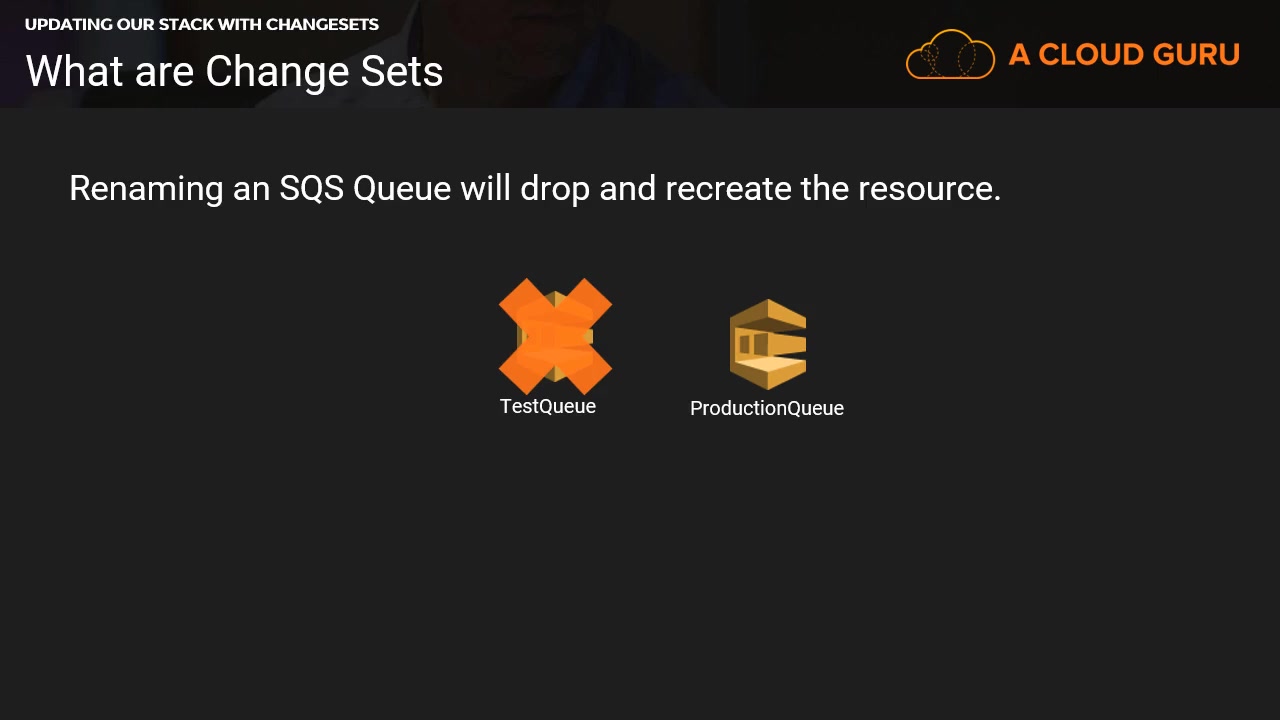 UPDATING OUR STACK WITH CHANGESETS
What are Change Sets
A CLOUD GURU
Renaming an SQS Queue will drop and recreate the resource.
TestQueue
ProductionQueue